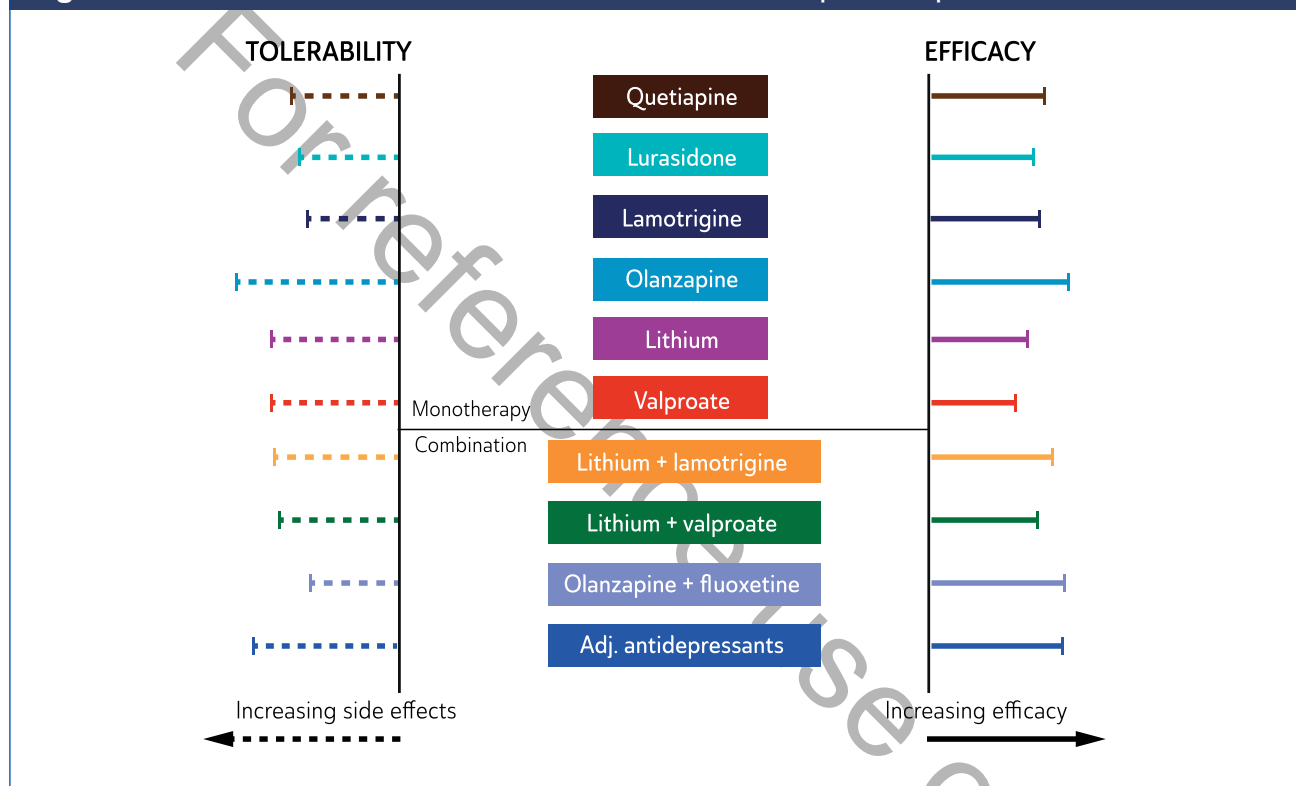 TOLERABILITY
EFFICACY
Quetiapine
Lurasidone
Lamotrigine
Olanzapine
Lithium
Valproate
Monotherapy
Combination
Lithium + lamotrigine
Lithium + valproate
Olanzapine + fluoxetine
Adj. antidepressants
Increasing side effects
Increasing efficacy
For reference use